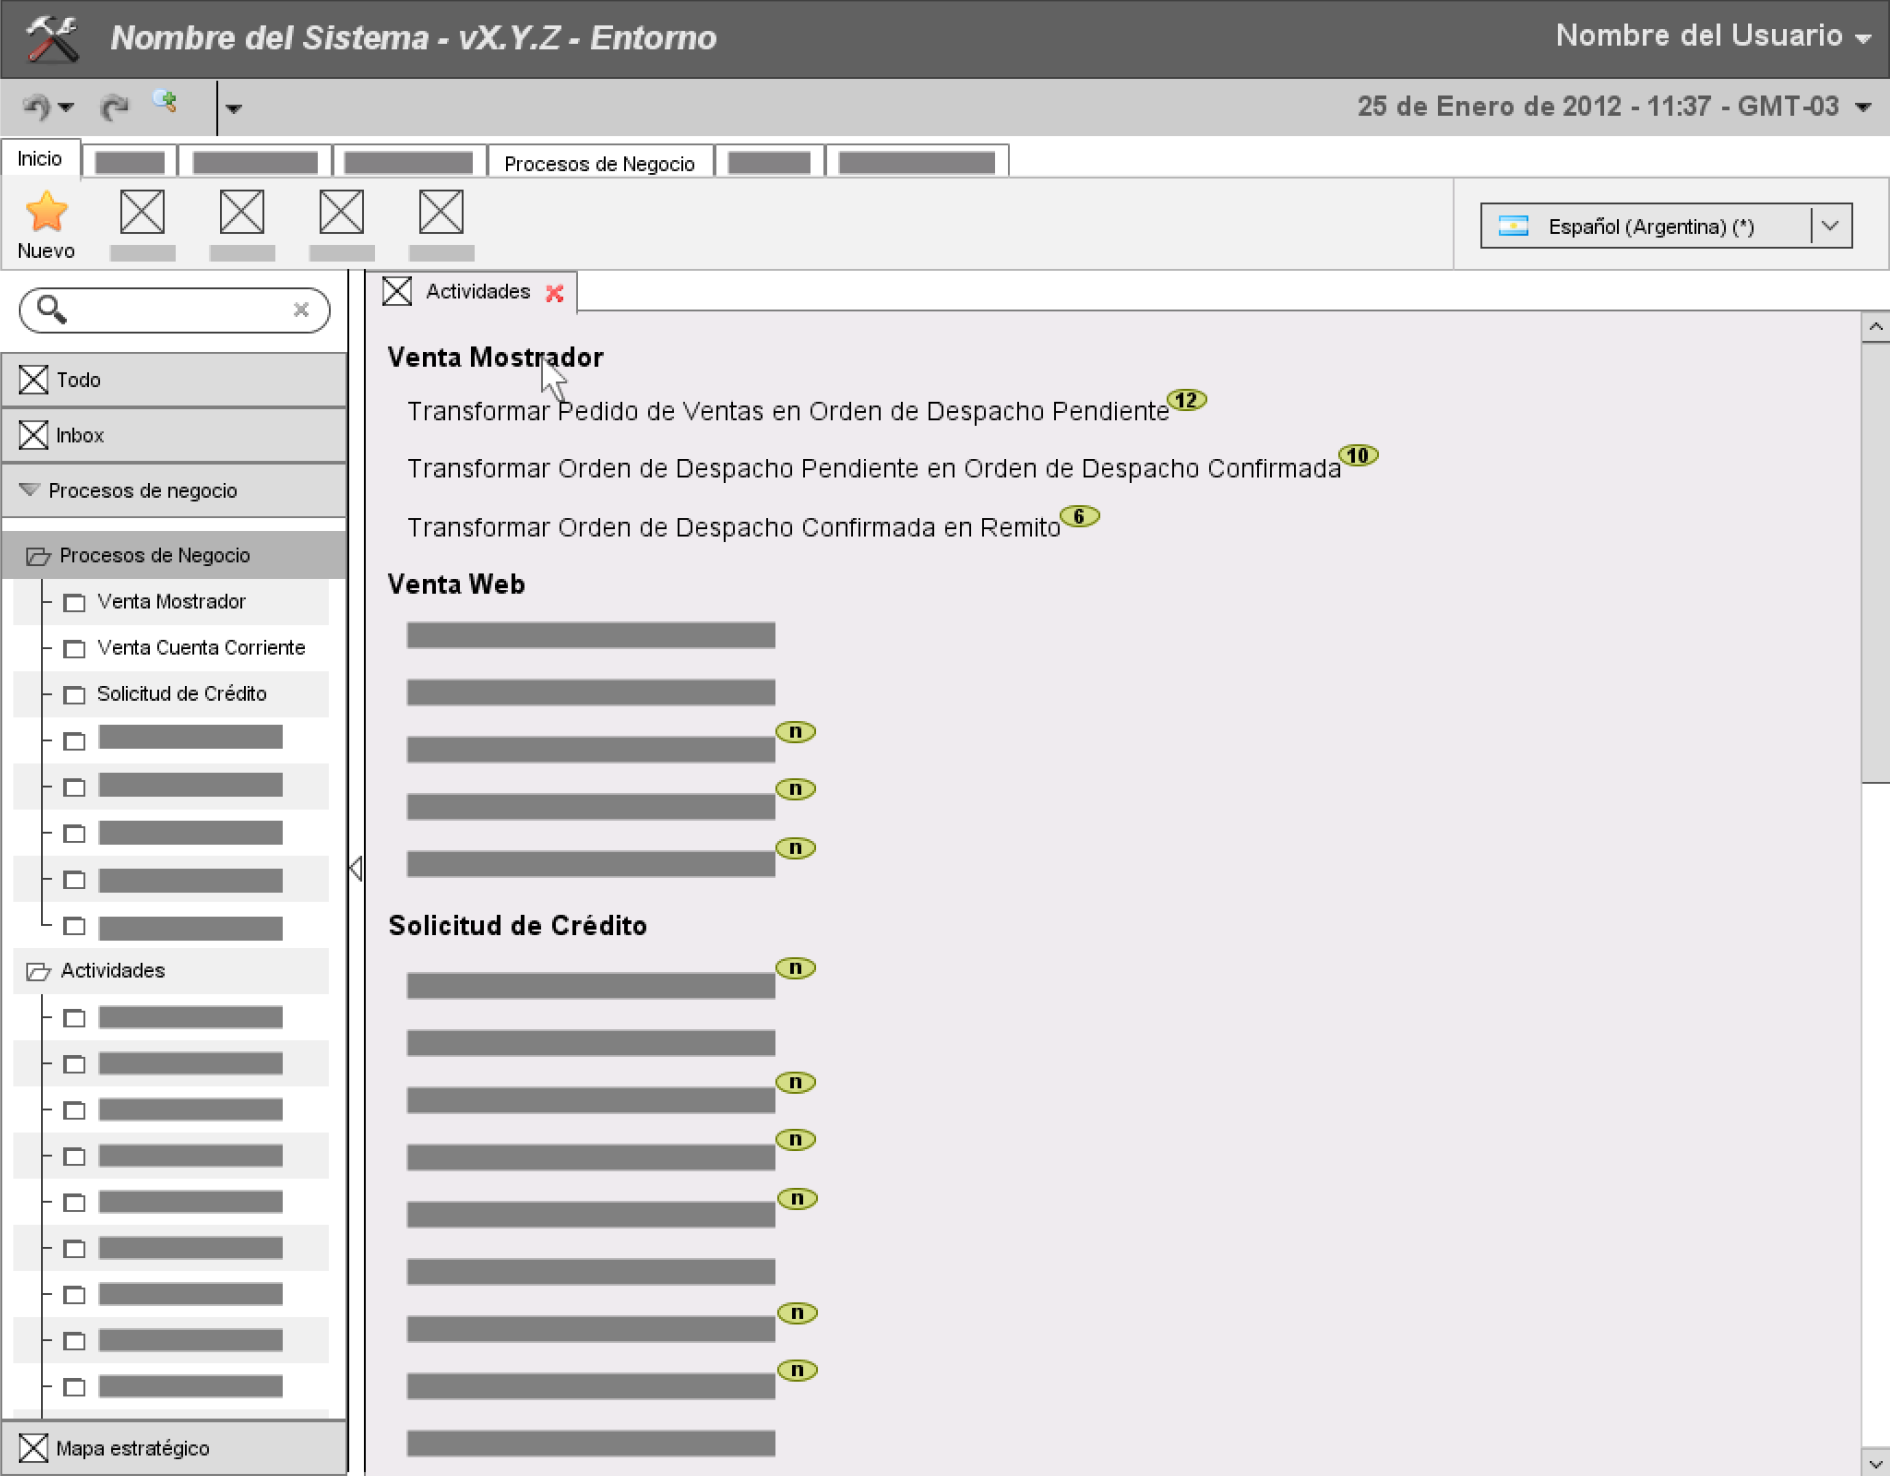 Nombre del Sistema - vX.Y.Z - Entorno
Nombre del Usuario
25 de Enero de 2012 - 11:37 - GMT-03
Inicio
Procesos de Negocio
Nuevo
Español (Argentina) (*)
Actividades
Todo
Inbox
Procesos de negocio
Procesos de Negocio
Venta Mostrador
Venta Cuenta Corriente
Solicitud de Crédito
Actividades
Mapa estratégico
Venta Mostrador
Transformar Pedido de Ventas en Orden de Despacho Pendiente 12
Transformar Orden de Despacho Pendiente en Orden de Despacho Confirmada 10
Transformar Orden de Despacho Confirmada en Remito 6
Venta Web
n
n
n
Solicitud de Crédito
n
n
n
n
n
n